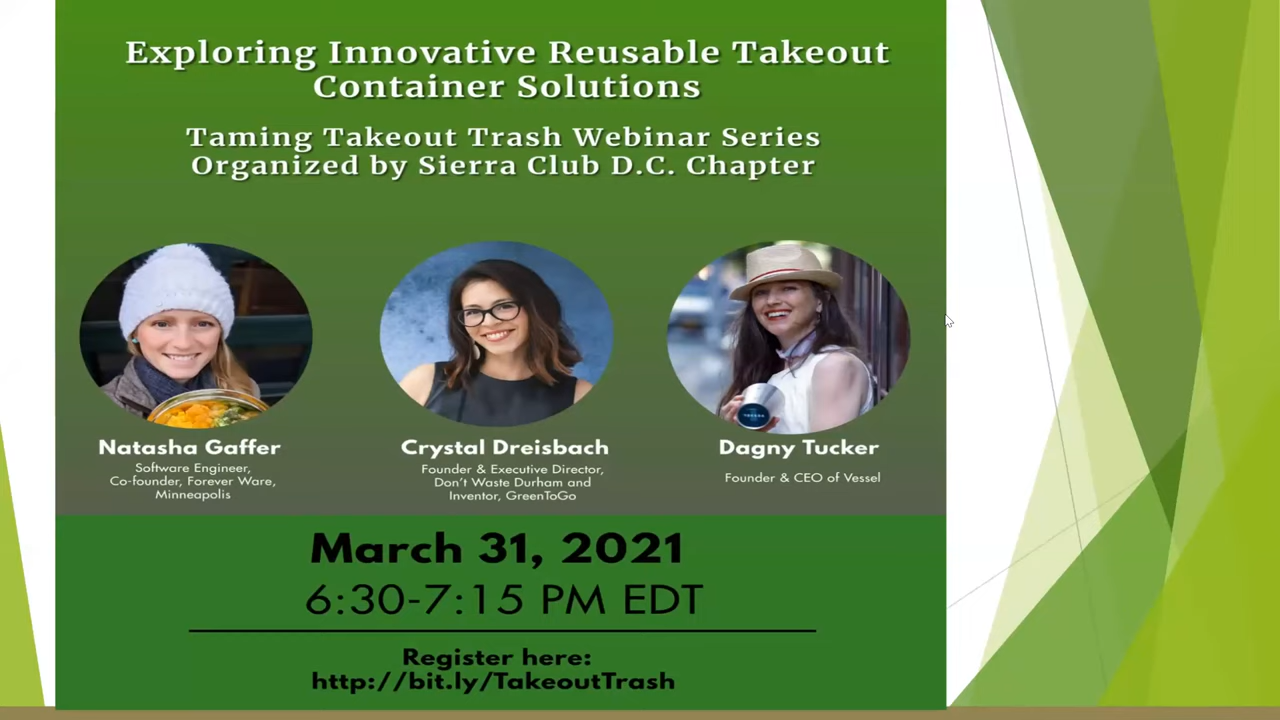 Exploring Innovative Reusable Takeout
Container Solutions
Taming Takeout Trash Webinar Series
Organized by Sierra Club D.C. Chapter
Natasha Gaffer
Software Engineer,
Co-founder, Forever Ware,
Minneapolis
Crystal Dreisbach
Founder & Executive Director,
Don't Waste Durham and
Inventor, GreenToGo
Dagny Tucker
Founder & CEO of Vessel
March 31, 2021
6:30-7:15 PM EDT
Register here:
http://bit.ly/TakeoutTrash